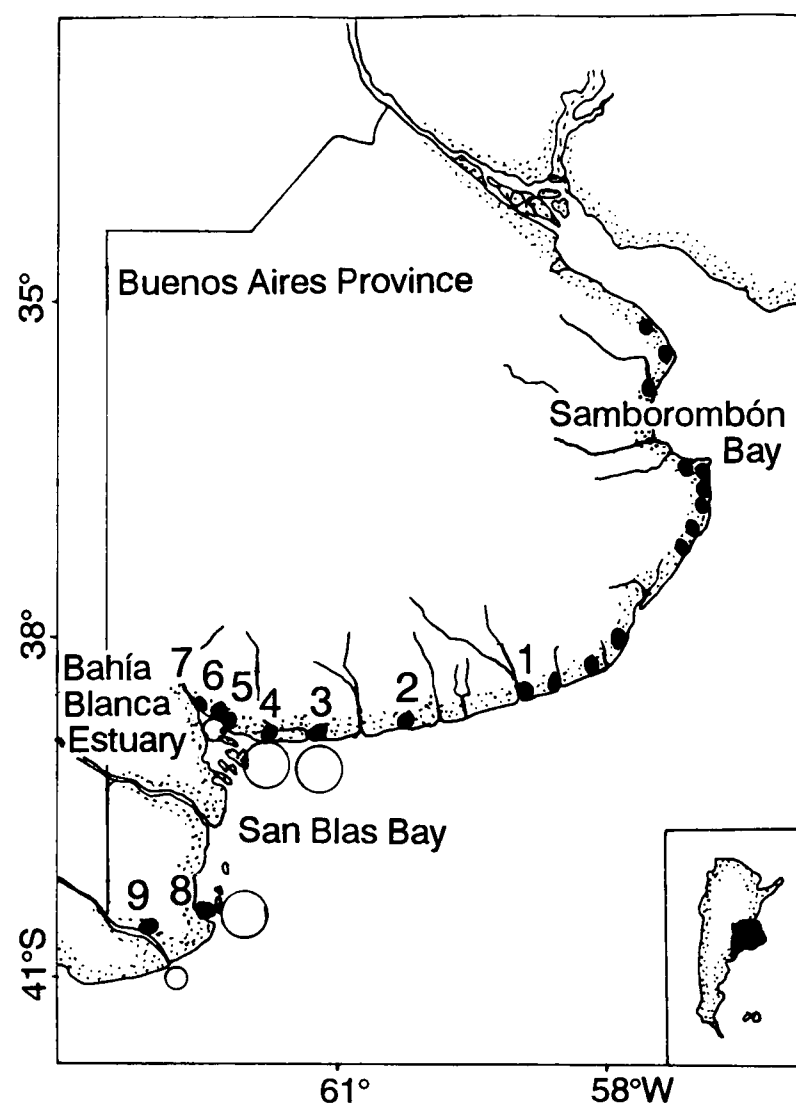 Buenos Aires Province
35°
Samborombón
Bay
38°
7
6
5
4
3
2
1
Bahía
Blanca
Estuary
San Blas Bay
9
8
41°S
61°
58°W